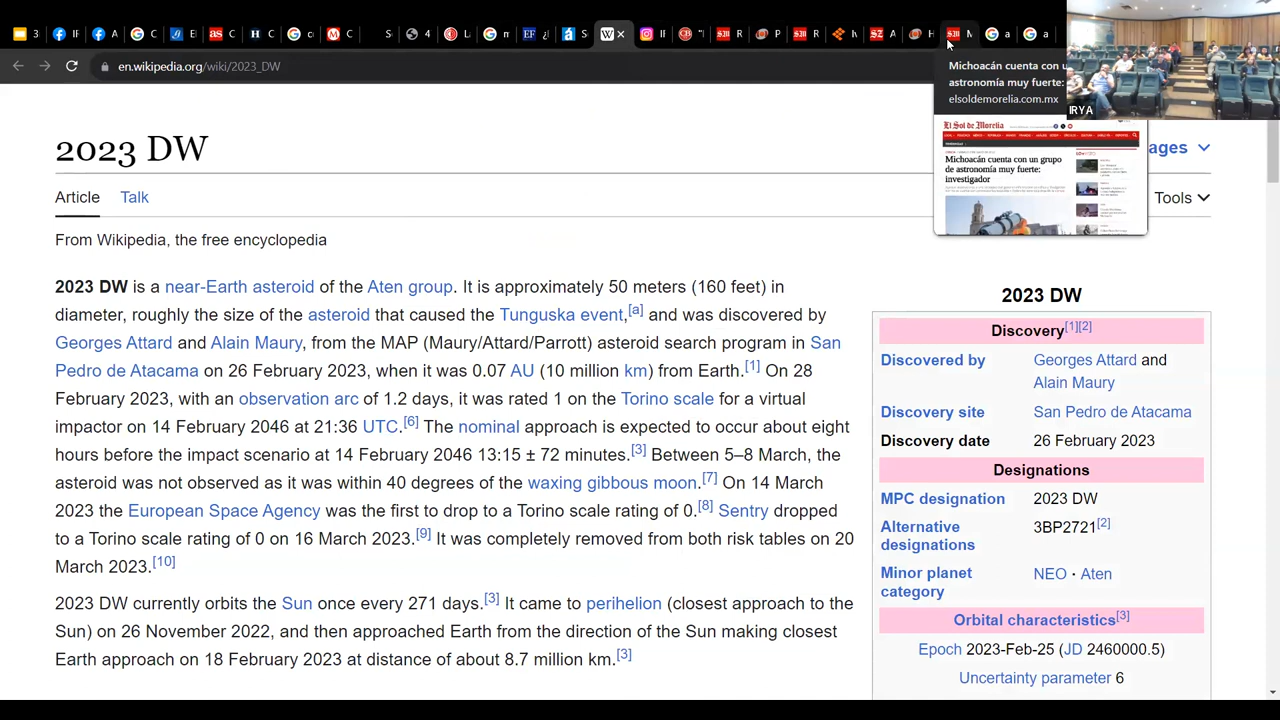 3
C
as C
C
c
M C
S
4
L
m
EF ¿
S
W
R
P
R
M
SZ A
H
SM M
a
a
en.wikipedia.org/wiki/2023_DW
Michoacán cuenta con u
astronomía muy fuerte:
elsoldemorelia.com.mx
IRYA
El Sol de Morelia
Michoacán cuenta con un grupo
de astronomía muy fuerte:
investigador
2023 DW
ages
Article Talk
Tools
From Wikipedia, the free encyclopedia
2023 DW is a near-Earth asteroid of the Aten group. It is approximately 50 meters (160 feet) in
diameter, roughly the size of the asteroid that caused the Tunguska event,[a] and was discovered by
Georges Attard and Alain Maury, from the MAP (Maury/Attard/Parrott) asteroid search program in San
Pedro de Atacama on 26 February 2023, when it was 0.07 AU (10 million km) from Earth.[1] On 28
February 2023, with an observation arc of 1.2 days, it was rated 1 on the Torino scale for a virtual
impactor on 14 February 2046 at 21:36 UTC.[6] The nominal approach is expected to occur about eight
hours before the impact scenario at 14 February 2046 13:15 ± 72 minutes.[3] Between 5–8 March, the
asteroid was not observed as it was within 40 degrees of the waxing gibbous moon.[7] On 14 March
2023 the European Space Agency was the first to drop to a Torino scale rating of 0.[8] Sentry dropped
to a Torino scale rating of 0 on 16 March 2023.[9] It was completely removed from both risk tables on 20
March 2023.[10]
2023 DW currently orbits the Sun once every 271 days.[3] It came to perihelion (closest approach to the
Sun) on 26 November 2022, and then approached Earth from the direction of the Sun making closest
Earth approach on 18 February 2023 at distance of about 8.7 million km.[3]
2023 DW
Discovery[1][2]
Discovered by Georges Attard and
Alain Maury
Discovery site San Pedro de Atacama
Discovery date 26 February 2023
Designations
MPC designation 2023 DW
Alternative 3BP2721[2]
designations
Minor planet NEO · Aten
category
Orbital characteristics[3]
Epoch 2023-Feb-25 (JD 2460000.5)
Uncertainty parameter 6